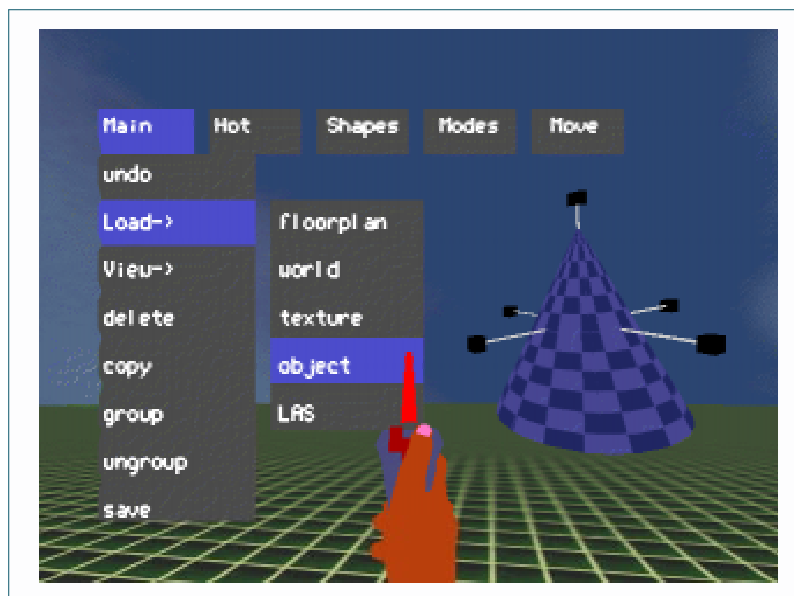 Main Hot Shapes Modes Move
undo
Load->
floorplan
View->
world
delete
texture
copy
object
group
LAS
ungroup
save